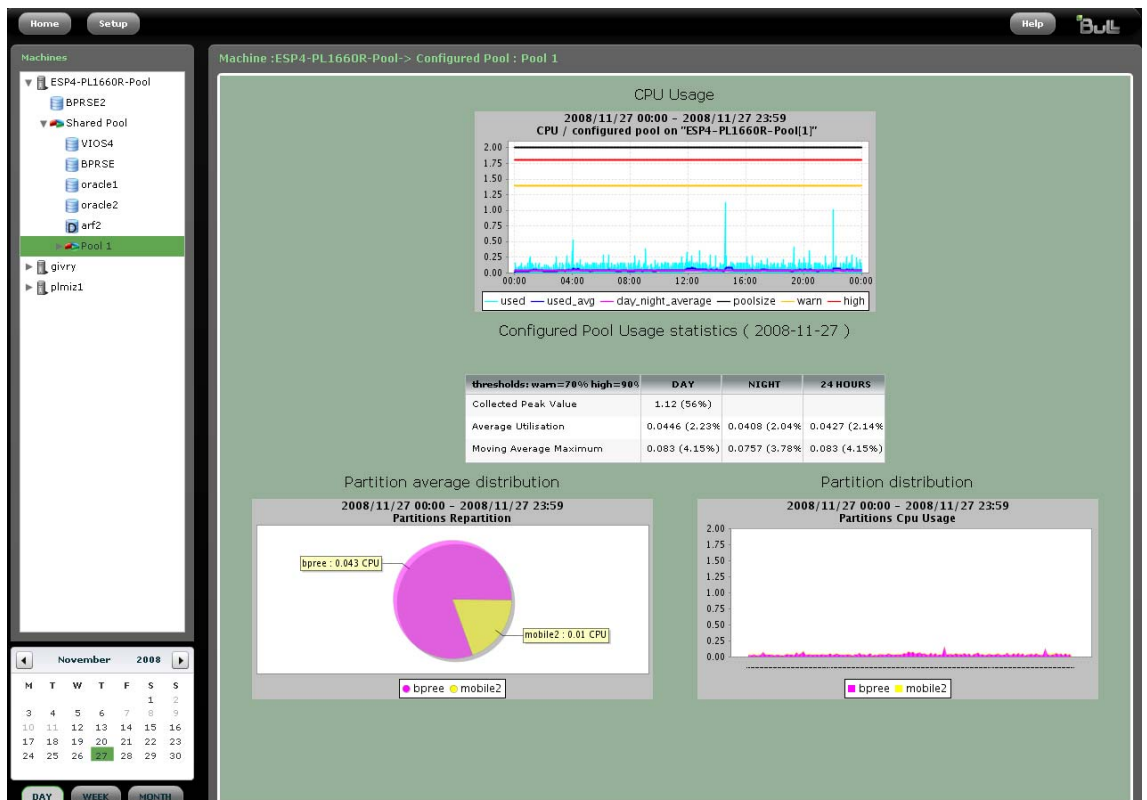 Home Setup Help Bull
Machines
ESP4-PL1660R-Pool
BPRSE2
Shared Pool
VIOS4
BPRSE
oracle1
oracle2
D arf2
Pool 1
givry
plmiz1
November 2008
M T W T F S S
1 2
3 4 5 6 7 8 9
10 11 12 13 14 15 16
17 18 19 20 21 22 23
24 25 26 27 28 29 30
DAY WEEK MONTH
Machine :ESP4-PL1660R-Pool-> Configured Pool : Pool 1
CPU Usage
2008/11/27 00:00 - 2008/11/27 23:59
CPU / configured pool on "ESP4-PL1660R-Pool[1]"
2.00
1.75
1.50
1.25
1.00
0.75
0.50
0.25
0.00
00:00 04:00 08:00 12:00 16:00 20:00 00:00
used used_avg day_night_average poolsize warn high
Configured Pool Usage statistics ( 2008-11-27 )
thresholds: warn=70% high=90% DAY NIGHT 24 HOURS
Collected Peak Value 1.12 (56%)
Average Utilisation 0.0446 (2.23% 0.0408 (2.04% 0.0427 (2.14%
Moving Average Maximum 0.083 (4.15%) 0.0757 (3.78% 0.083 (4.15%)
Partition average distribution
2008/11/27 00:00 - 2008/11/27 23:59
Partitions Repartition
bpree : 0.043 CPU
mobile2 : 0.01 CPU
bpree mobile2
Partition distribution
2008/11/27 00:00 - 2008/11/27 23:59
Partitions Cpu Usage
2.00
1.75
1.50
1.25
1.00
0.75
0.50
0.25
0.00
bpree mobile2